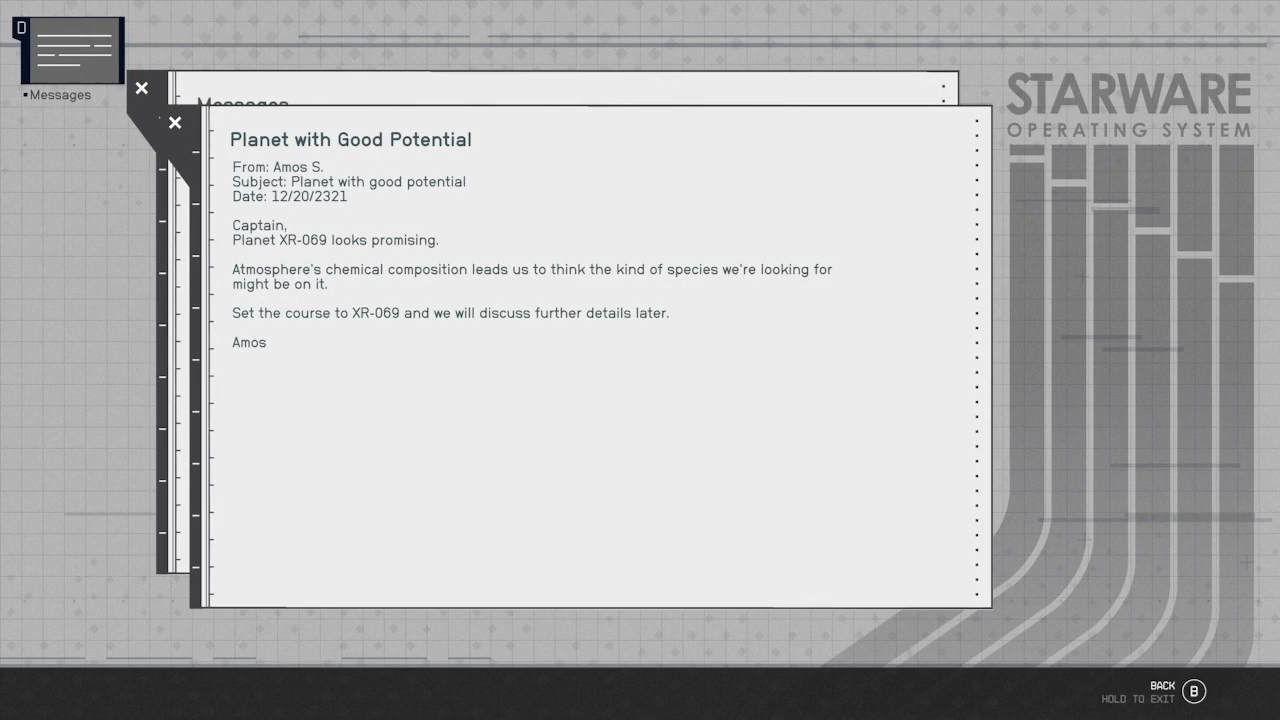 D
Messages
STARWARE
OPERATING SYSTEM
Messages
Planet with Good Potential
From: Amos S.
Subject: Planet with good potential
Date: 12/20/2321
Captain,
Planet XR-069 looks promising.
Atmosphere's chemical composition leads us to think the kind of species we're looking for
might be on it.
Set the course to XR-069 and we will discuss further details later.
Amos
BACK
HOLD TO EXIT
B